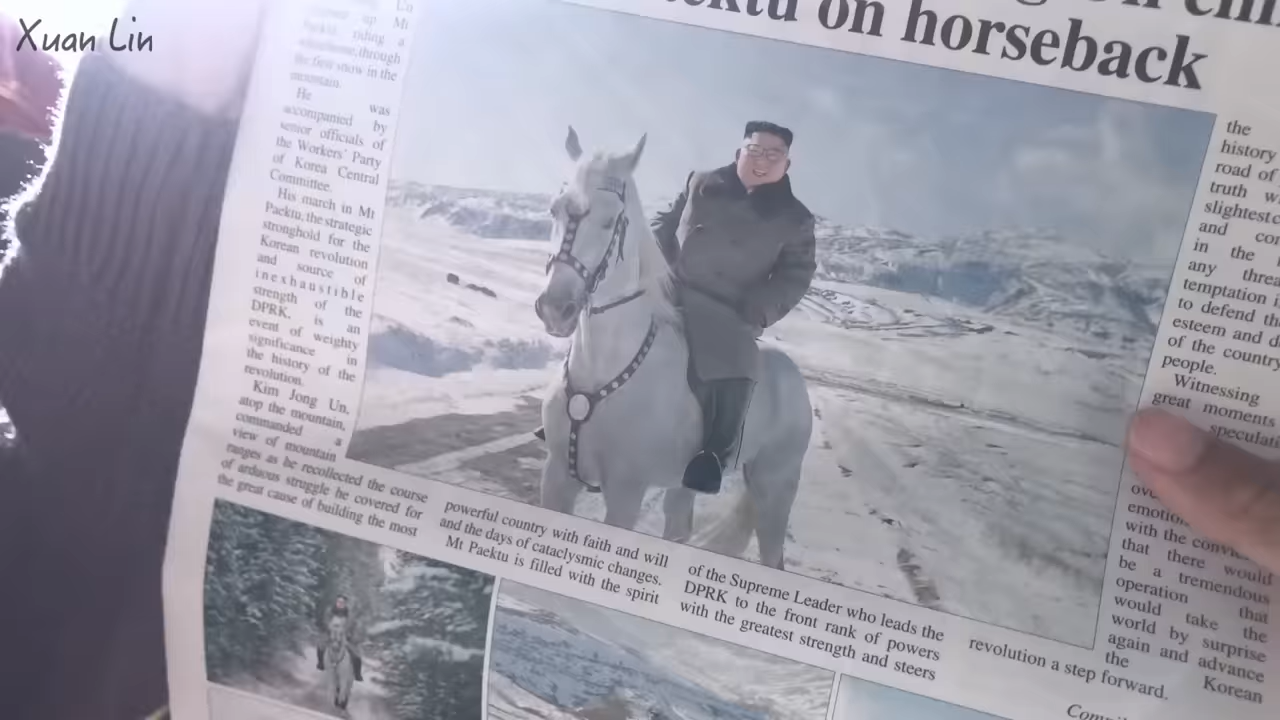 Xuan Lin
on horseback
up Mt
riding a
through
the first snow in the
mountain.
He was
accompanied by
senior officials of
the Workers' Party
of Korea Central
Committee.
His march in Mt
Paektu, the strategic
stronghold for the
Korean revolution
and source of
inexhaustible
strength of the
DPRK, is an
event of weighty
significance in
the history of the
revolution.
Kim Jong Un,
atop the mountain,
commanded a
view of mountain
ranges as he recollected the course
of arduous struggle he covered for
the great cause of building the most
powerful country with faith and will
and the days of cataclysmic changes.
Mt Paektu is filled with the spirit
of the Supreme Leader who leads the
DPRK to the front rank of powers
with the greatest strength and steers
revolution a step forward.
the
history
road of
truth
and
in the
any
temptation
to defend
esteem and
of the country
people.
Witnessing
great moments
with the
that there would
be a tremendous
operation that
would take the
world by surprise
again and advance
the Korean